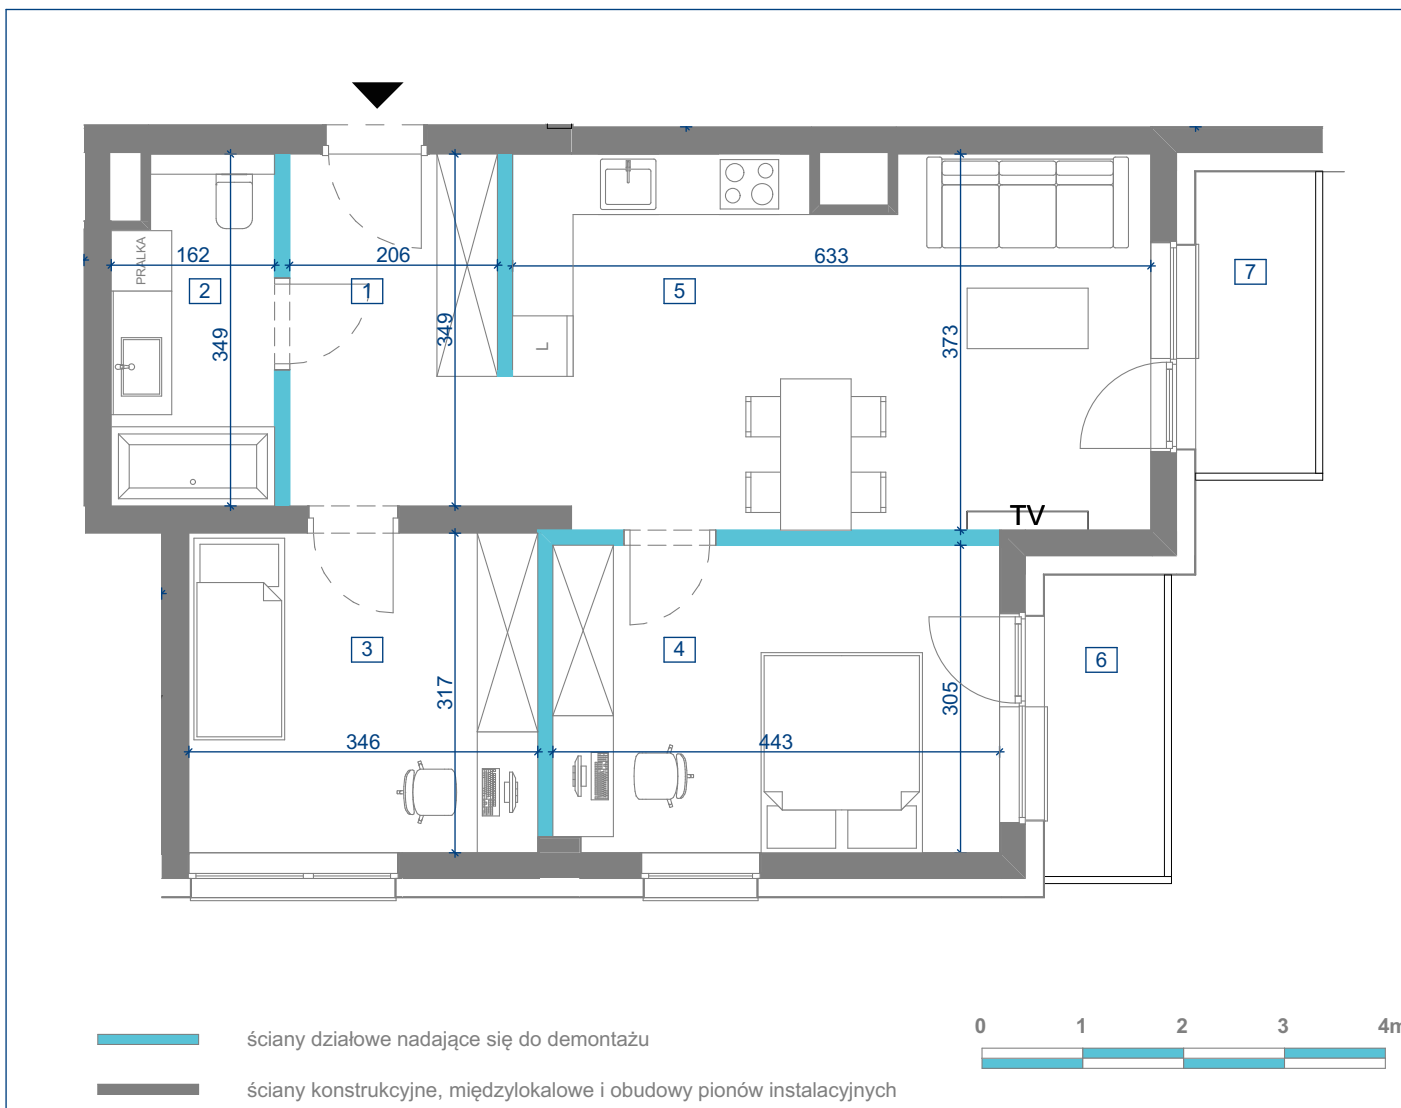 162
206
633
PRALKA
2
1
5
7
349
349
L
373
TV
3
4
6
317
305
346
443
0 1 2 3 4m
ściany działowe nadające się do demontażu
ściany konstrukcyjne, międzylokalowe i obudowy pionów instalacyjnych